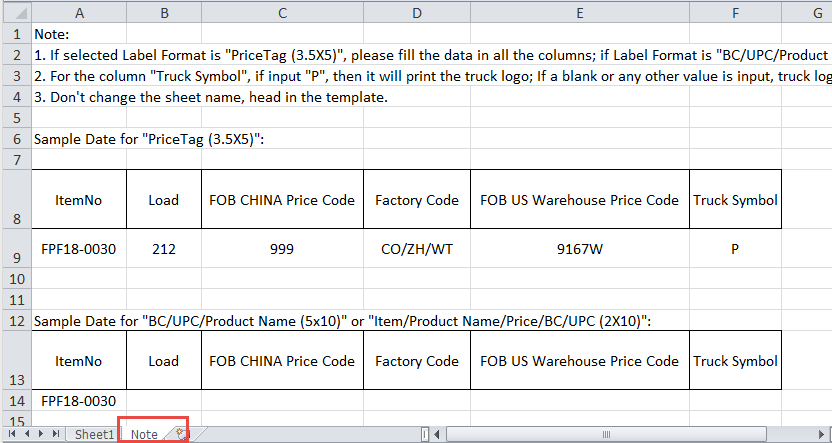 A B C D E F G
1 Note:
2 1. If selected Label Format is "PriceTag (3.5X5)", please fill the data in all the columns; if Label Format is "BC/UPC/Product
3 2. For the column "Truck Symbol", if input "P", then it will print the truck logo; If a blank or any other value is input, truck log
4 3. Don't change the sheet name, head in the template.
5
6 Sample Date for "PriceTag (3.5X5)":
7
8 ItemNo Load FOB CHINA Price Code Factory Code FOB US Warehouse Price Code Truck Symbol
9 FPF18-0030 212 999 CO/ZH/WT 9167W P
10
11
12 Sample Date for "BC/UPC/Product Name (5x10)" or "Item/Product Name/Price/BC/UPC (2X10)":
13 ItemNo Load FOB CHINA Price Code Factory Code FOB US Warehouse Price Code Truck Symbol
14 FPF18-0030
15
Sheet1 Note